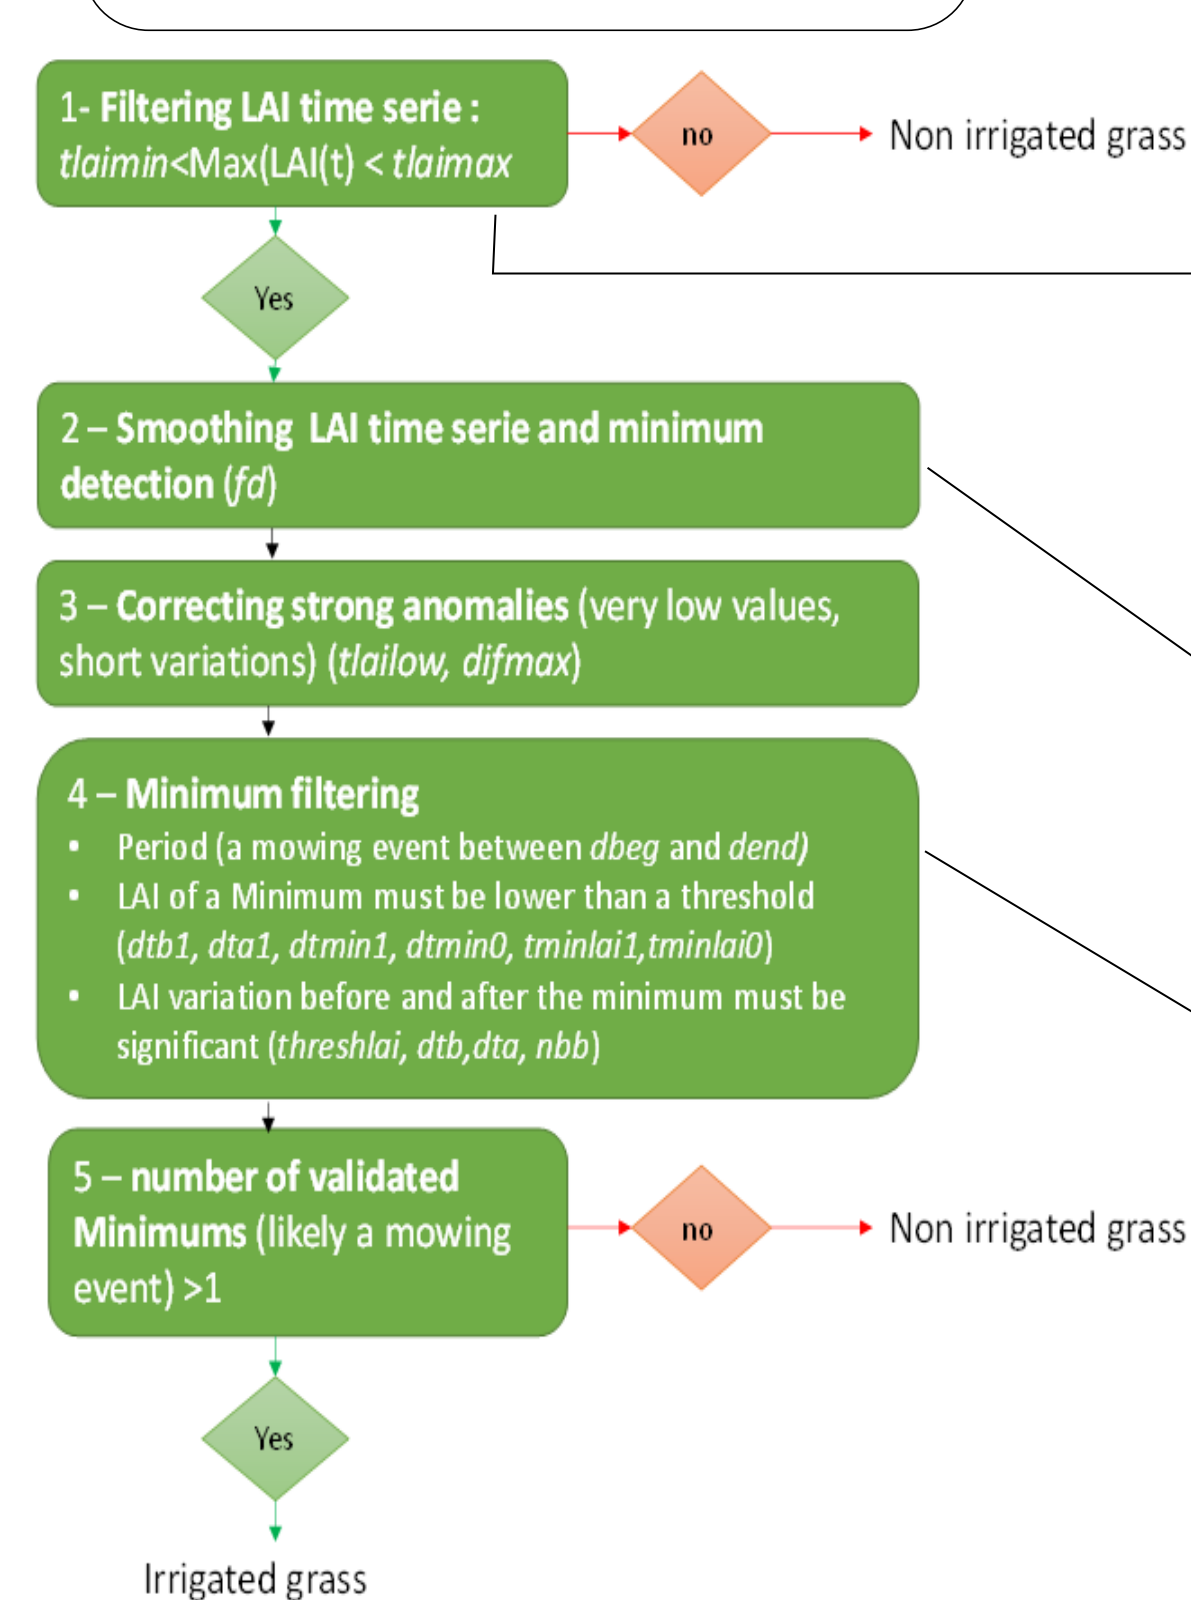 1- Filtering LAI time serie :
tlaimin<Max(LAI(t) < tlaimax
no
Non irrigated grass
Yes
2 – Smoothing LAI time serie and minimum
detection (fd)
3 – Correcting strong anomalies (very low values,
short variations) (tlailow, difmax)
4 – Minimum filtering
• Period (a mowing event between dbeg and dend)
• LAI of a Minimum must be lower than a threshold
(dtb1, dta1, dtmin1, dtmin0, tminlai1,tminlai0)
• LAI variation before and after the minimum must be
significant (threshlai, dtb,dta, nbb)
5 – number of validated
Minimums (likely a mowing
event) >1
no
Non irrigated grass
Yes
Irrigated grass